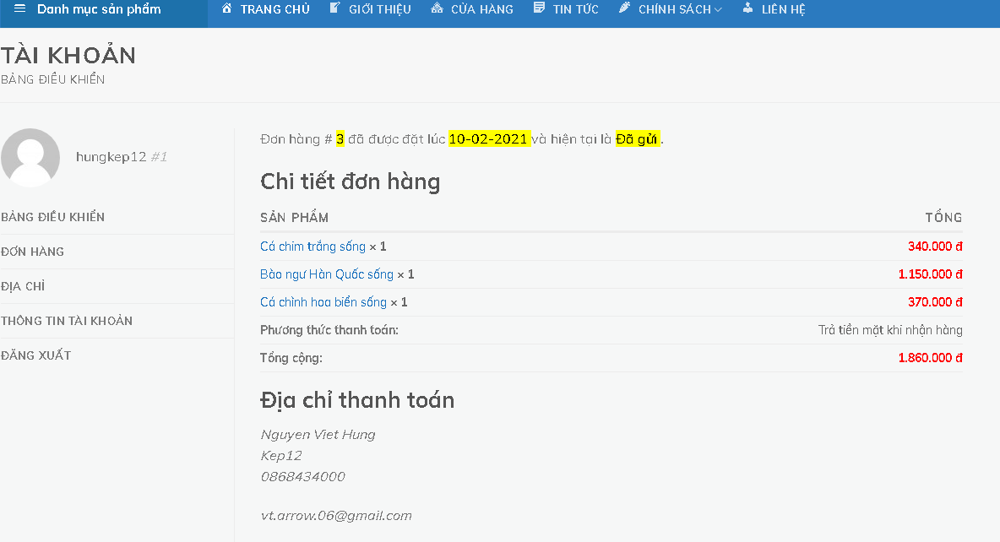 Danh mục sản phẩm TRANG CHỦ GIỚI THIỆU CỬA HÀNG TIN TỨC CHÍNH SÁCH LIÊN HỆ
TÀI KHOẢN
BẢNG ĐIỀU KHIỂN
hungkep12 #1
BẢNG ĐIỀU KHIỂN
ĐƠN HÀNG
ĐỊA CHỈ
THÔNG TIN TÀI KHOẢN
ĐĂNG XUẤT
Đơn hàng # 3 đã được đặt lúc 10-02-2021 và hiện tại là Đã gửi .
Chi tiết đơn hàng
SẢN PHẨM TỔNG
Cá chim trắng sống × 1 340.000 đ
Bào ngư Hàn Quốc sống × 1 1.150.000 đ
Cá chình hoa biển sống × 1 370.000 đ
Phương thức thanh toán: Trả tiền mặt khi nhận hàng
Tổng cộng: 1.860.000 đ
Địa chỉ thanh toán
Nguyen Viet Hung
Kep12
0868434000
vt.arrow.06@gmail.com